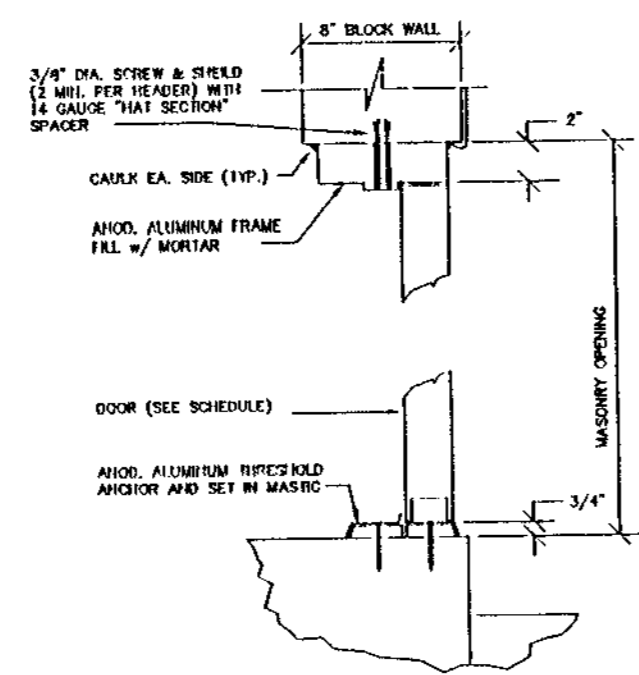 8" BLOCK WALL
3/8" DIA. SCREW & SHEILD
(2 MIN. PER HEADER) WITH
14 GAUGE "HAT SECTION"
SPACER
2"
CAULK EA. SIDE (TYP.)
ANOD. ALUMINUM FRAME
FILL w/ MORTAR
MASONRY OPENING
DOOR (SEE SCHEDULE)
ANOD. ALUMINUM THRESHOLD
ANCHOR AND SET IN MASTIC
3/4"